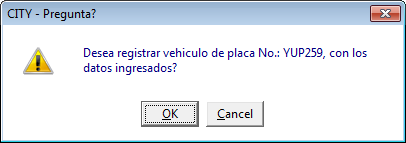 CITY - Pregunta?
Desea registrar vehiculo de placa No.: YUP259, con los
datos ingresados?
OK
Cancel